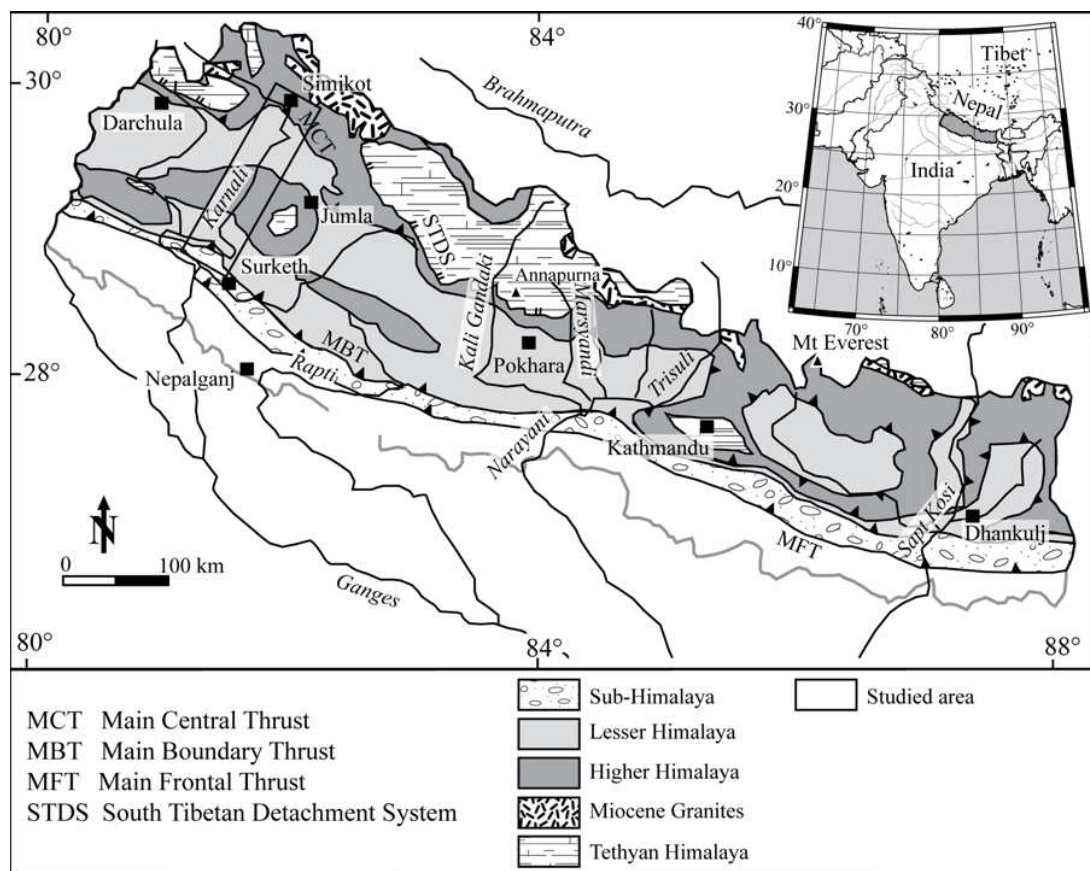 80°
84°
40°
Tibet
30°
30°
Simikot
Nepal
Darchula
MCT
Brahmaputra
India
20°
Karnali
Jumla
STDS
10°
Surketh
Annapurna
Kali Gandaki
Marsyandi
70°
80°
90°
Mt Everest
28°
MBT
Pokhara
Trisuli
Nepalganj
Rapti
Narayani
Kathmandu
Sapt Kosi
N
Dhankulj
MFT
0
100 km
Ganges
80°
84°
88°
MCT Main Central Thrust
MBT Main Boundary Thrust
MFT Main Frontal Thrust
STDS South Tibetan Detachment System
Sub-Himalaya
Lesser Himalaya
Higher Himalaya
Miocene Granites
Tethyan Himalaya
Studied area